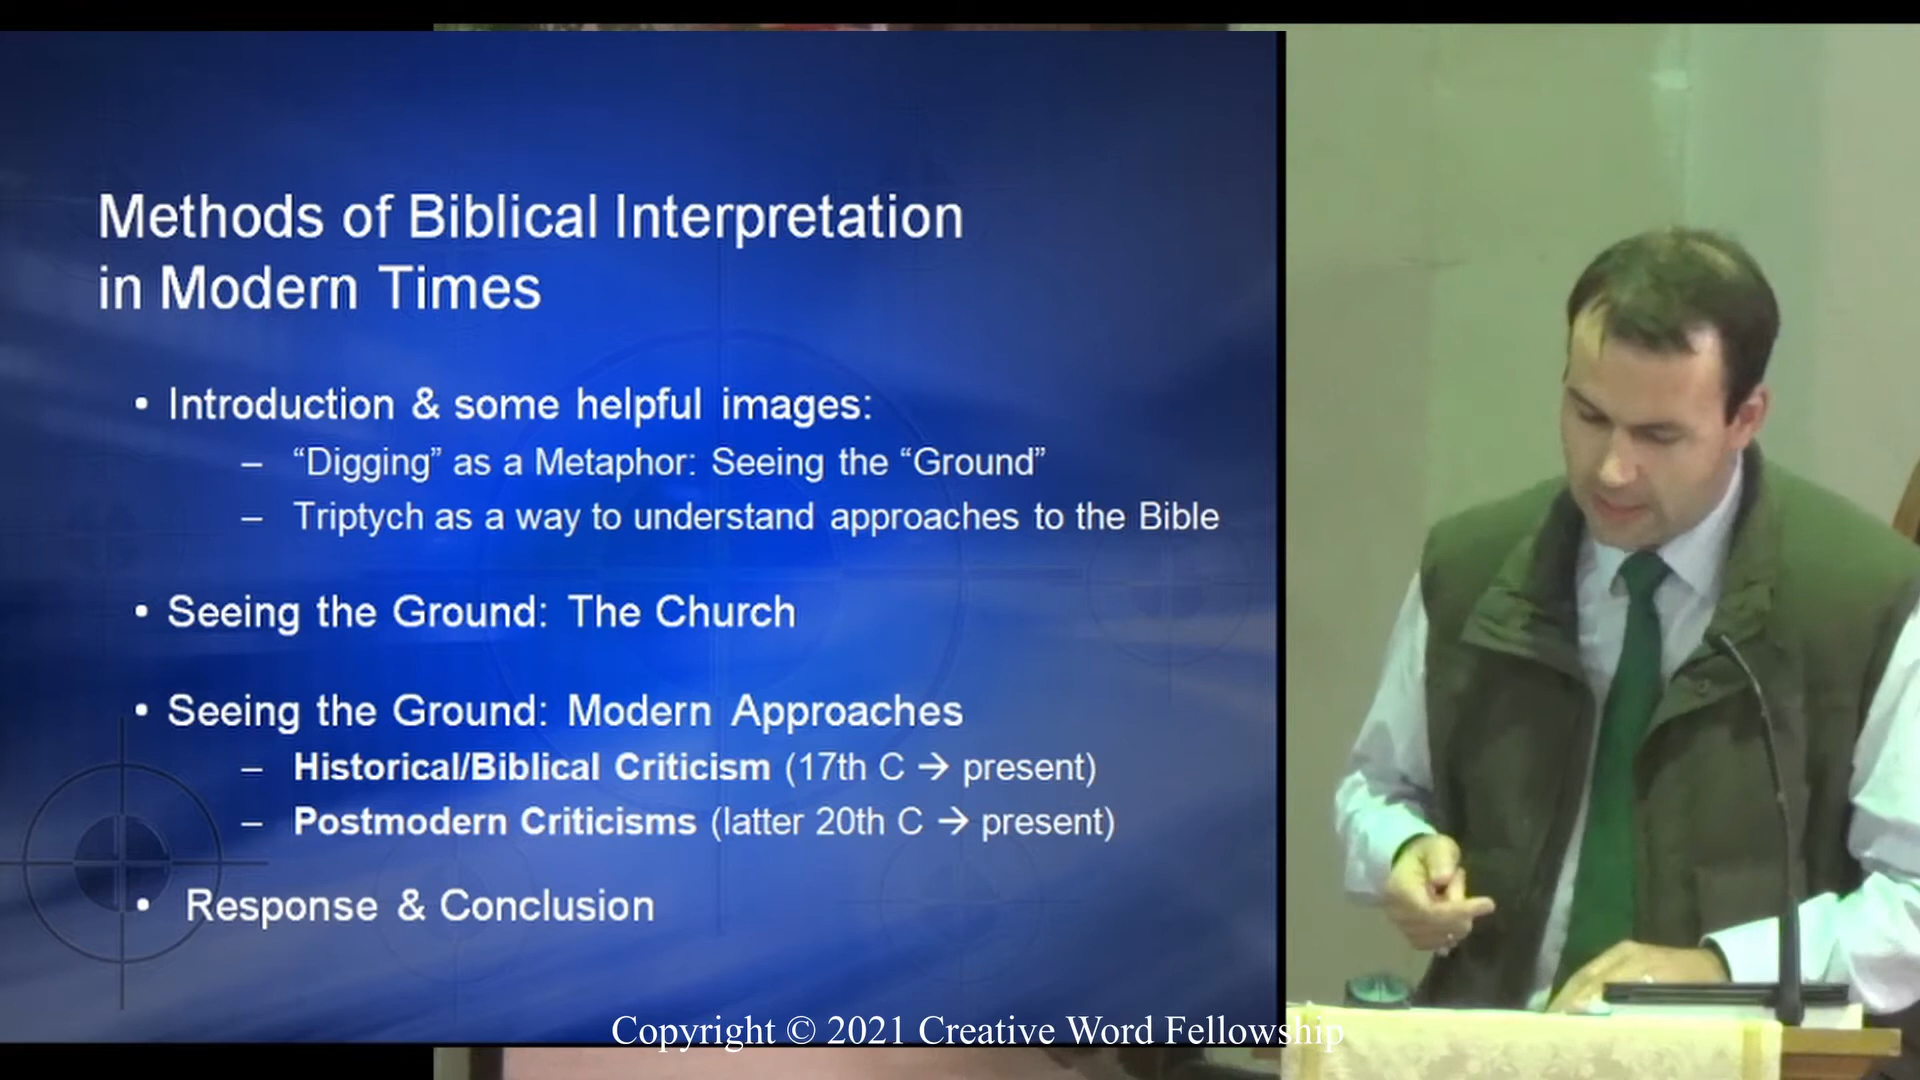 Methods of Biblical Interpretation
in Modern Times
• Introduction & some helpful images:
– “Digging” as a Metaphor: Seeing the “Ground”
– Triptych as a way to understand approaches to the Bible
• Seeing the Ground: The Church
• Seeing the Ground: Modern Approaches
– Historical/Biblical Criticism (17th C → present)
– Postmodern Criticisms (latter 20th C → present)
• Response & Conclusion
Copyright © 2021 Creative Word Fellowship